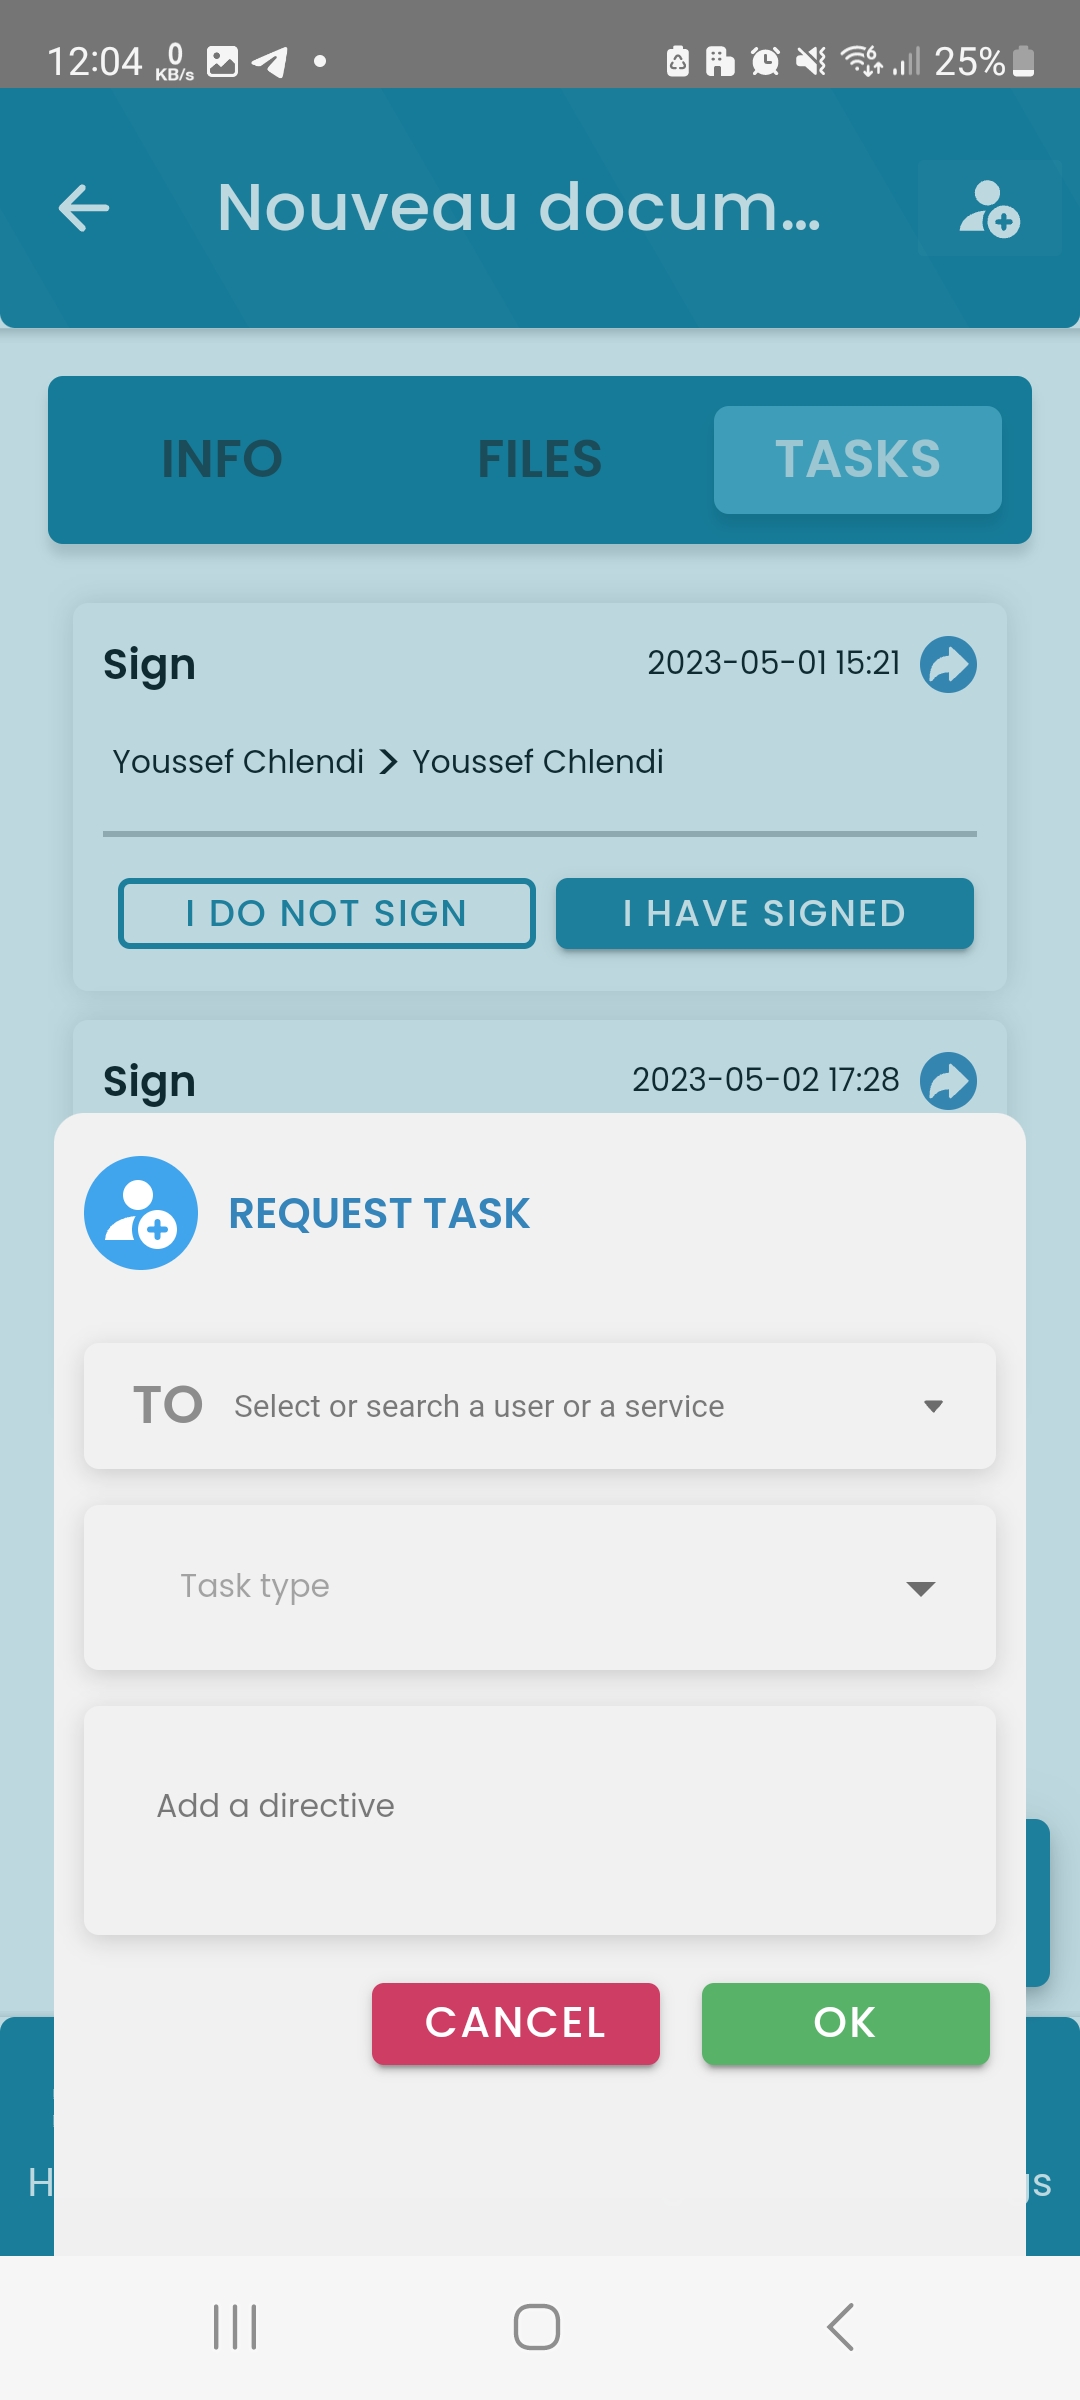 12:04 0 KB/s 6 25%
Nouveau docum...
INFO FILES TASKS
Sign 2023-05-01 15:21
Youssef Chlendi > Youssef Chlendi
I DO NOT SIGN I HAVE SIGNED
Sign 2023-05-02 17:28
REQUEST TASK
TO Select or search a user or a service
Task type
Add a directive
CANCEL OK